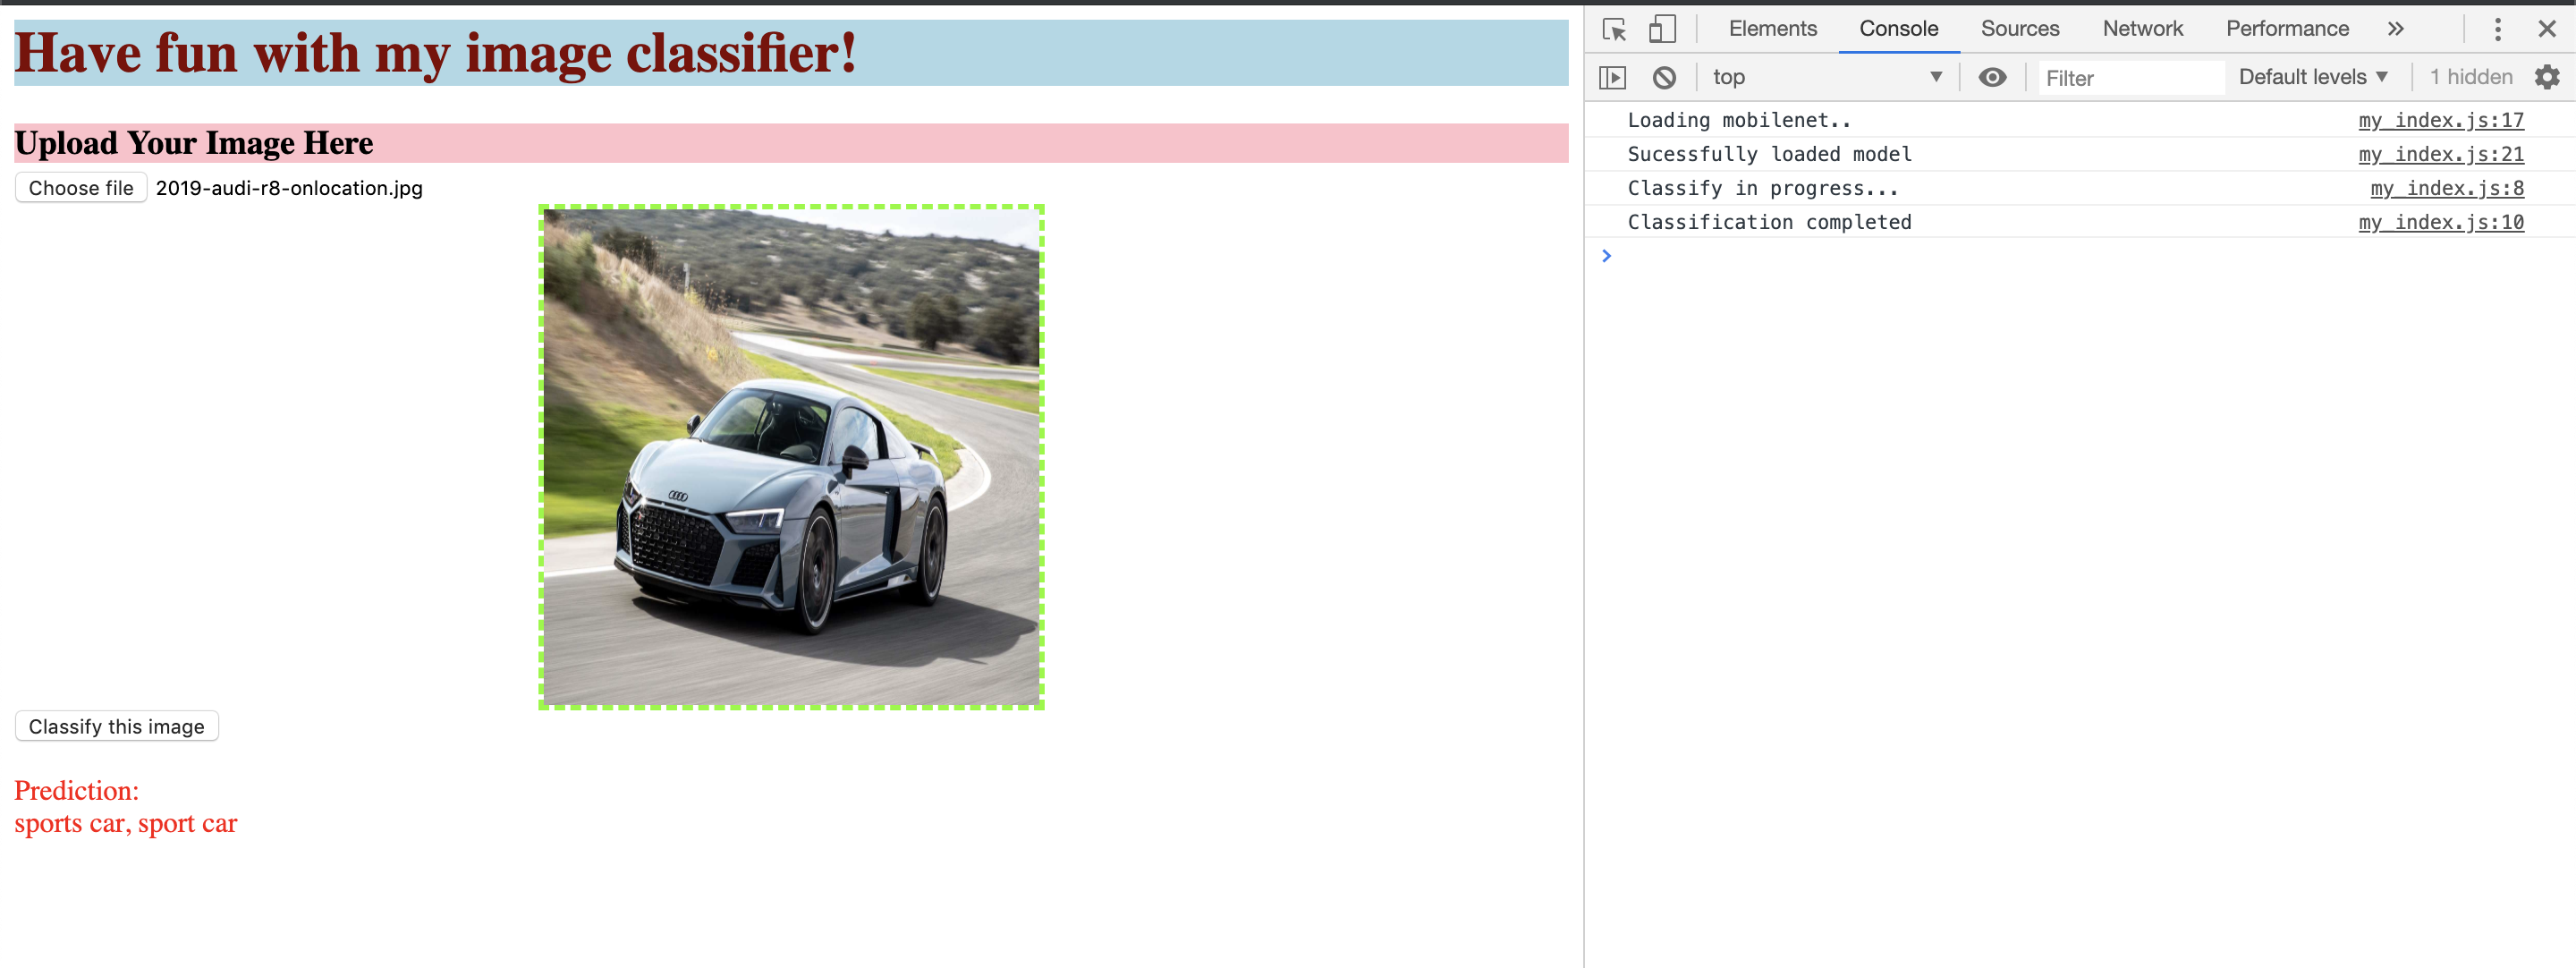 Have fun with my image classifier!
Upload Your Image Here
Choose file 2019-audi-r8-onlocation.jpg
Classify this image
Prediction:
sports car, sport car
Elements Console Sources Network Performance »
top Filter Default levels ▼ 1 hidden
Loading mobilenet.. my_index.js:17
Sucessfully loaded model my_index.js:21
Classify in progress... my_index.js:8
Classification completed my_index.js:10